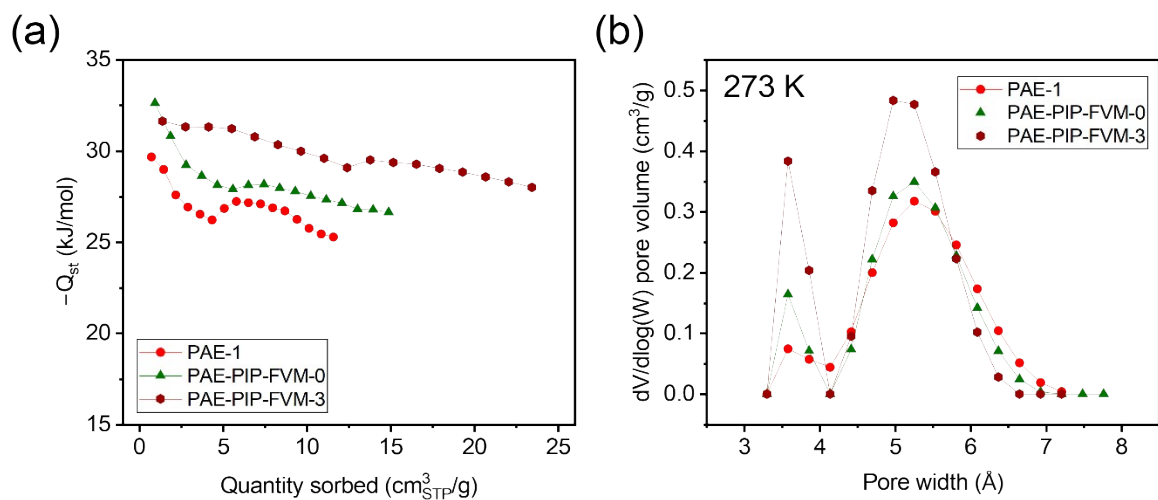 (a)
35
30
25
20
15
−Qst (kJ/mol)
PAE-1
PAE-PIP-FVM-0
PAE-PIP-FVM-3
0 5 10 15 20 25
Quantity sorbed (cm³STP/g)
(b)
273 K
PAE-1
PAE-PIP-FVM-0
PAE-PIP-FVM-3
0.5
0.4
0.3
0.2
0.1
0.0
dV/dlog(W) pore volume (cm³/g)
3 4 5 6 7 8
Pore width (Å)